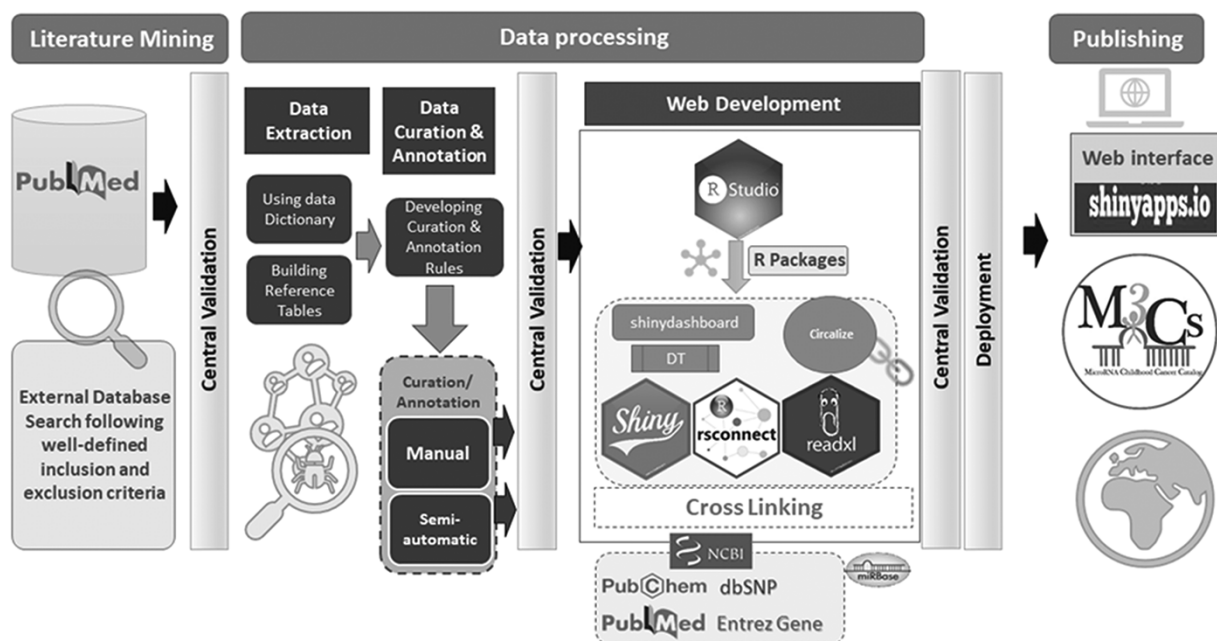 Literature Mining
PubMed
External Database
Search following
well-defined
inclusion and
exclusion criteria
Central Validation
Data processing
Data
Extraction
Using data
Dictionary
Building
Reference
Tables
Data
Curation &
Annotation
Developing
Curation &
Annotation
Rules
Curation/
Annotation
Manual
Semi-
automatic
Central Validation
Web Development
R Studio
R Packages
shinydashboard
DT
Circalize
Shiny
R
rsconnect
readxl
Cross Linking
NCBI
PubChem dbSNP
PubMed Entrez Gene
miRBase
Central Validation
Deployment
Publishing
Web interface
shinyapps.io
M3Cs
MicroRNA Childhood Cancer Catalog